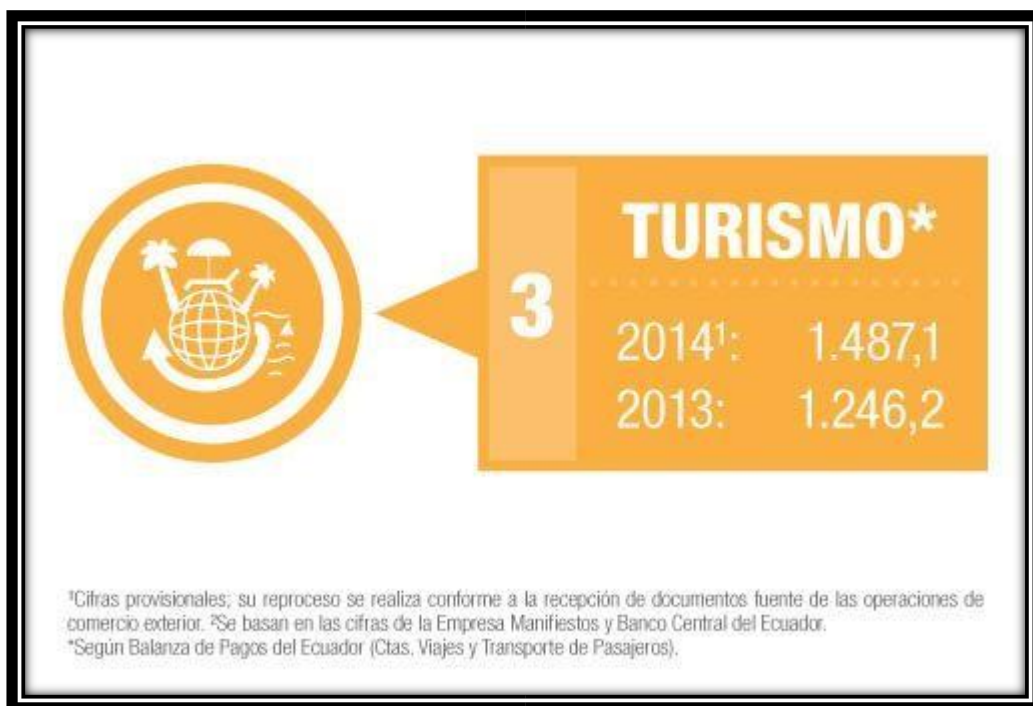 TURISMO*
3
2014¹: 1.487,1
2013: 1.246,2
¹Cifras provisionales; su reproceso se realiza conforme a la recepción de documentos fuente de las operaciones de
comercio exterior. ²Se basan en las cifras de la Empresa Manifiestos y Banco Central del Ecuador.
*Según Balanza de Pagos del Ecuador (Ctas. Viajes y Transporte de Pasajeros).